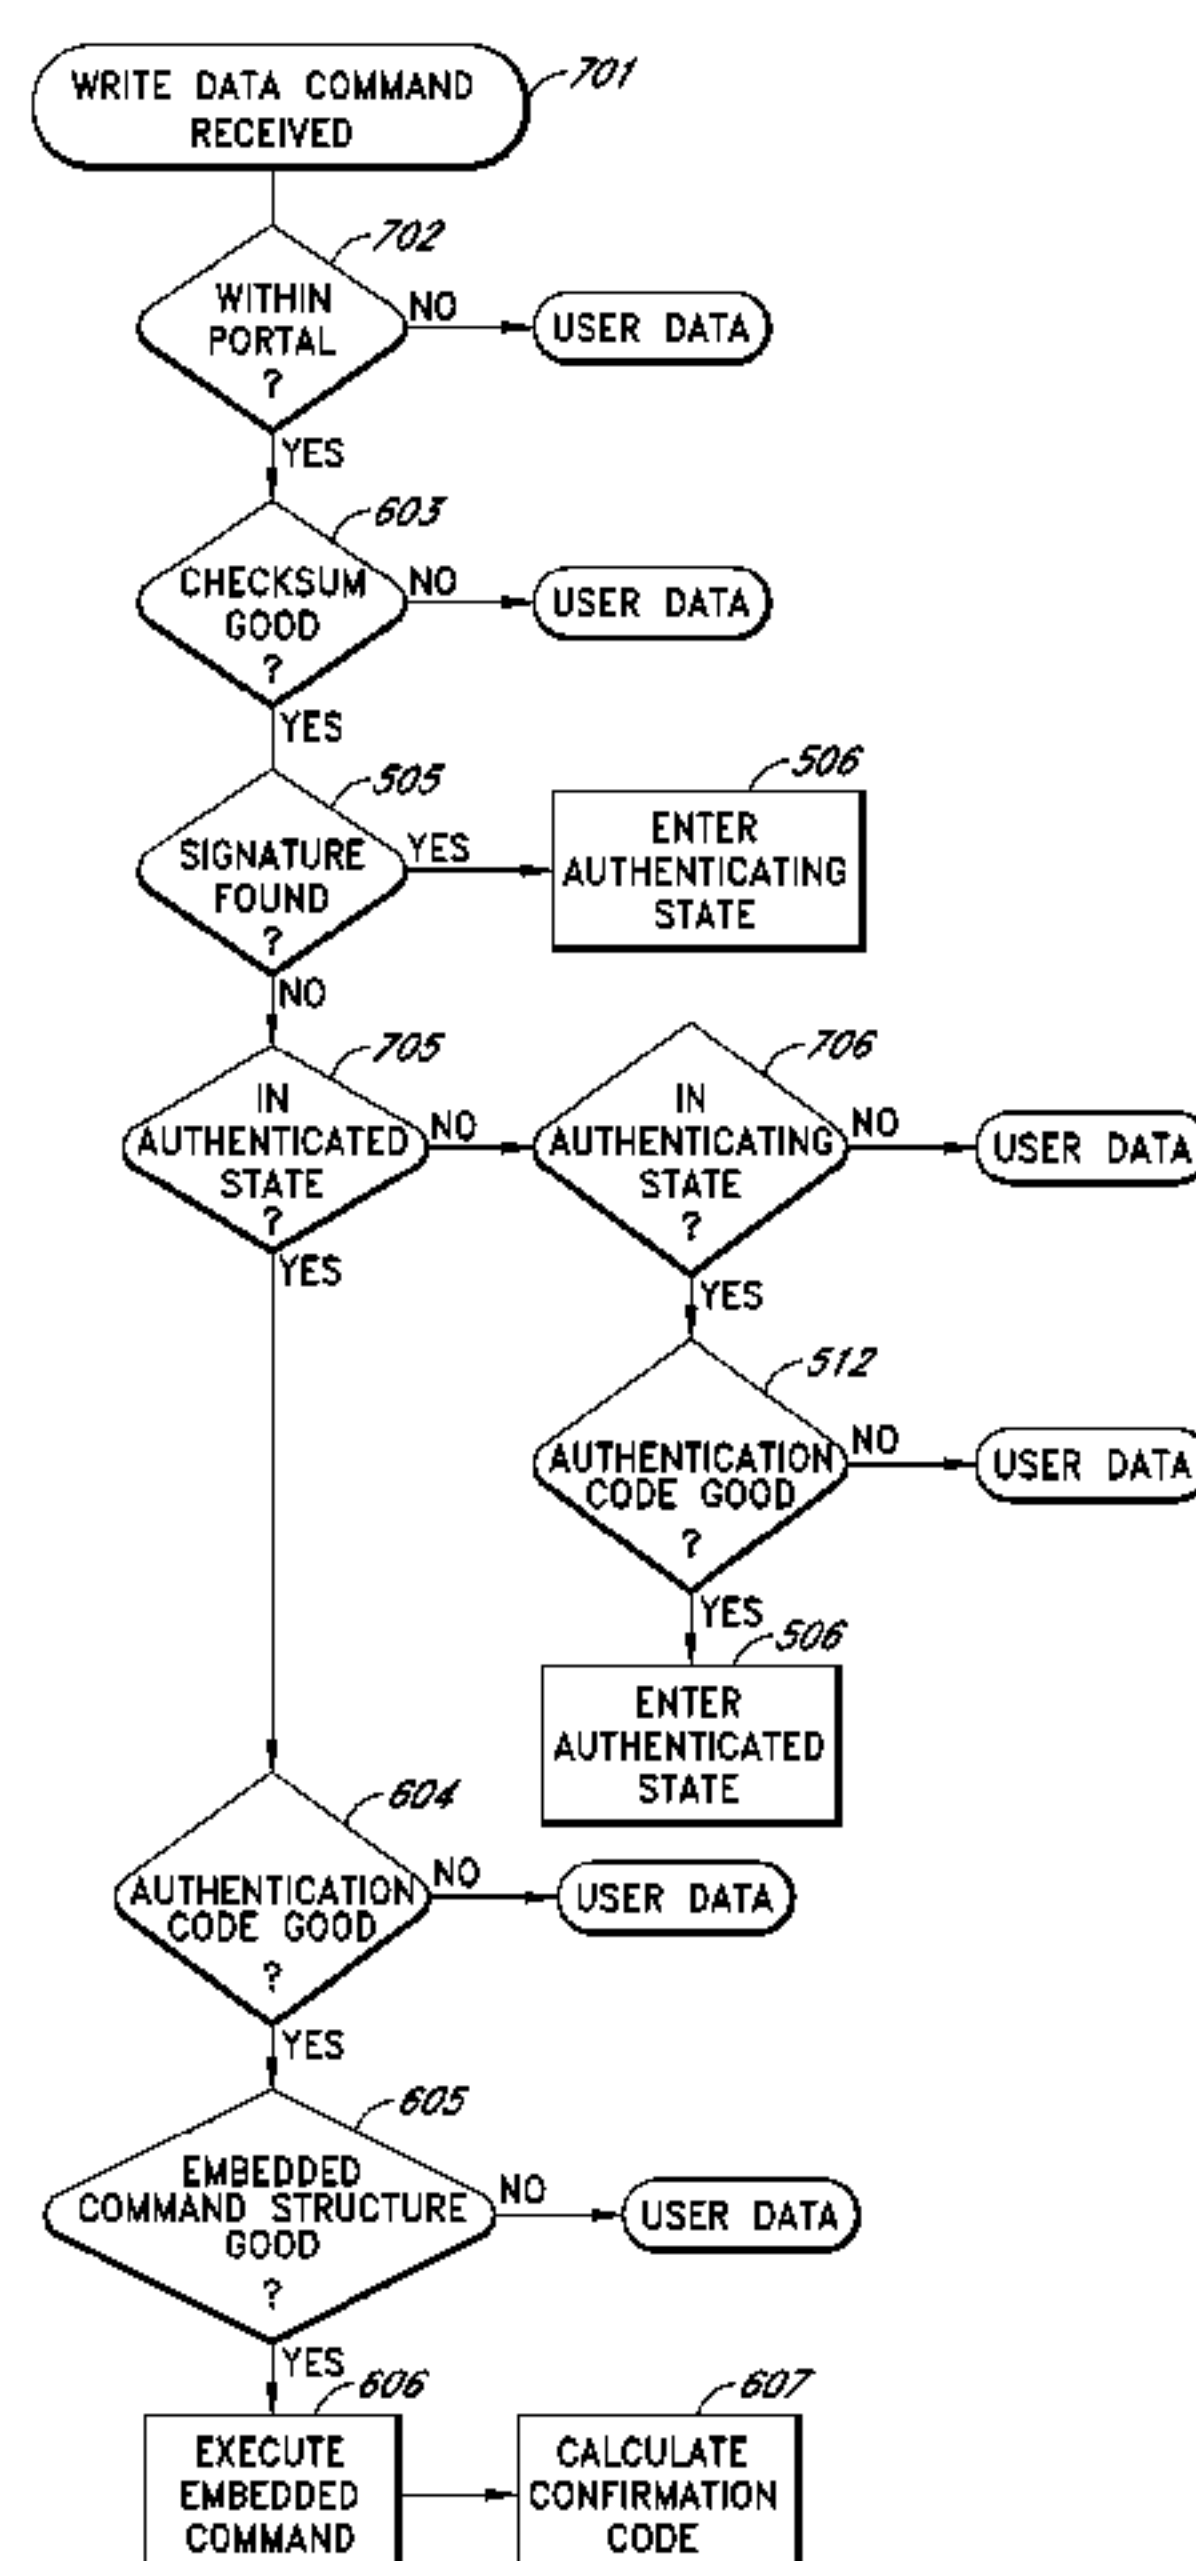 WRITE DATA COMMAND
RECEIVED
701
702
WITHIN
PORTAL
?
NO
USER DATA
YES
603
CHECKSUM
GOOD
?
NO
USER DATA
YES
505
SIGNATURE
FOUND
?
YES
506
ENTER
AUTHENTICATING
STATE
NO
705
IN
AUTHENTICATED
STATE
?
NO
706
IN
AUTHENTICATING
STATE
?
NO
USER DATA
YES
YES
512
AUTHENTICATION
CODE GOOD
?
NO
USER DATA
YES
506
ENTER
AUTHENTICATED
STATE
604
AUTHENTICATION
CODE GOOD
?
NO
USER DATA
YES
605
EMBEDDED
COMMAND STRUCTURE
GOOD
?
NO
USER DATA
YES
606
EXECUTE
EMBEDDED
COMMAND
607
CALCULATE
CONFIRMATION
CODE